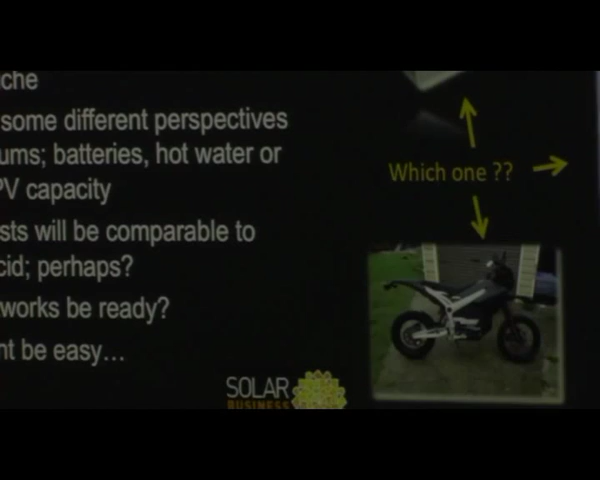 che
some different perspectives
ums; batteries, hot water or
PV capacity
sts will be comparable to
cid; perhaps?
works be ready?
nt be easy...
Which one ??
SOLAR
BUSINESS